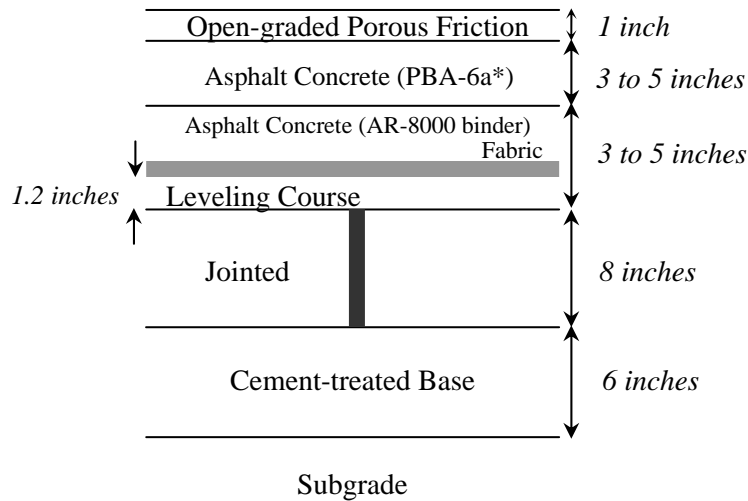 Open-graded Porous Friction
1 inch
Asphalt Concrete (PBA-6a*)
3 to 5 inches
Asphalt Concrete (AR-8000 binder)
Fabric
3 to 5 inches
1.2 inches
Leveling Course
Jointed
8 inches
Cement-treated Base
6 inches
Subgrade